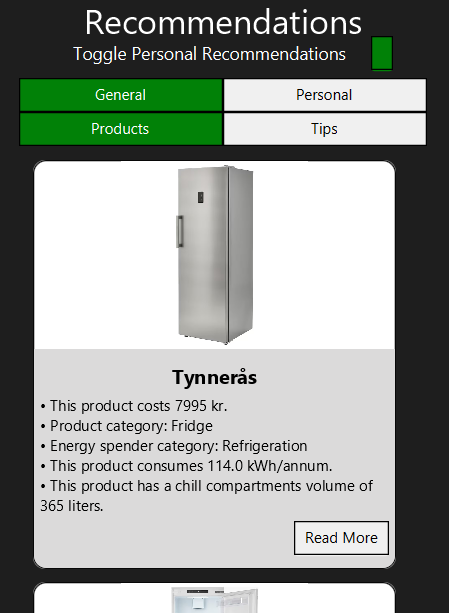 Recommendations
Toggle Personal Recommendations
General
Personal
Products
Tips
Tynnerås
• This product costs 7995 kr.
• Product category: Fridge
• Energy spender category: Refrigeration
• This product consumes 114.0 kWh/annum.
• This product has a chill compartments volume of
365 liters.
Read More